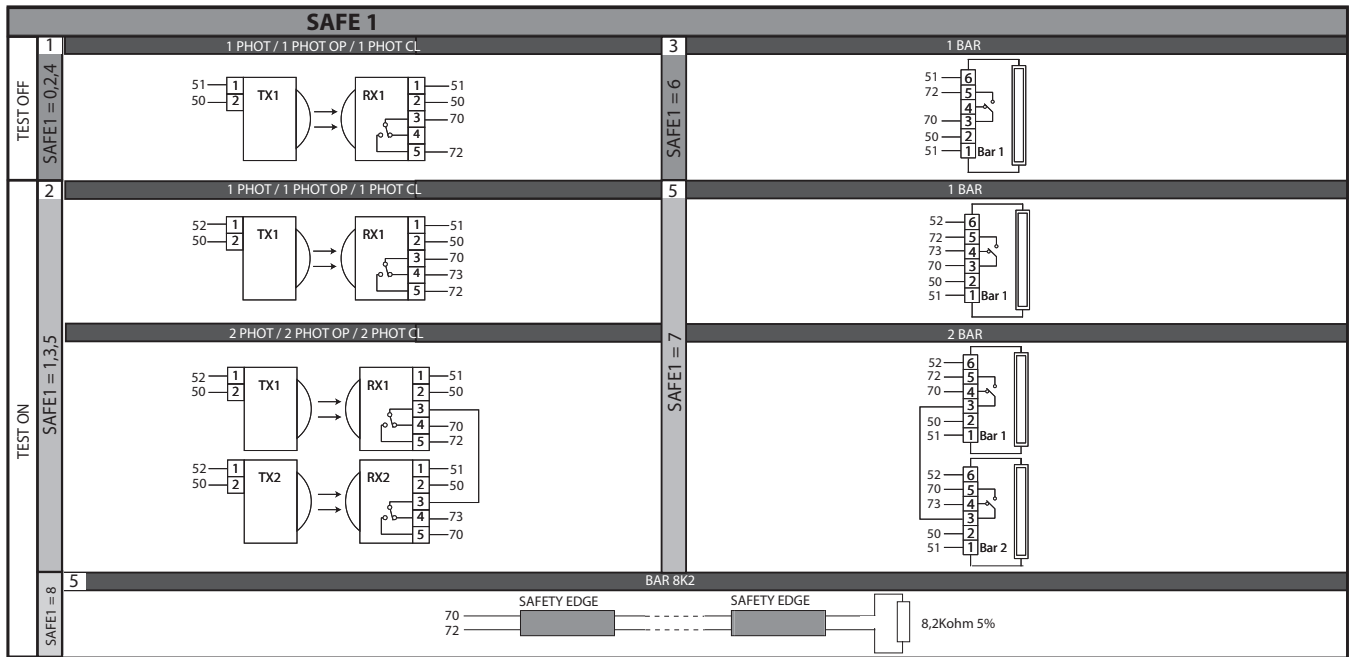 SAFE 1
TEST OFF
SAFE1 = 0,2,4
1
1 PHOT / 1 PHOT OP / 1 PHOT CL
51 1 TX1 RX1 1 51
50 2 2 50
3 70
4
5 72
SAFE1 = 6
3
1 BAR
51 6
72 5
4
70 3
50 2
51 1 Bar 1
TEST ON
SAFE1 = 1,3,5
2
1 PHOT / 1 PHOT OP / 1 PHOT CL
52 1 TX1 RX1 1 51
50 2 2 50
3 70
4 73
5 72
SAFE1 = 7
5
1 BAR
52 6
72 5
73 4
70 3
50 2
51 1 Bar 1
2 PHOT / 2 PHOT OP / 2 PHOT CL
52 1 TX1 RX1 1 51
50 2 2 50
3
4 70
5 72
52 1 TX2 RX2 1 51
50 2 2 50
3
4 73
5 70
2 BAR
52 6
72 5
70 4
3
50 2
51 1 Bar 1
52 6
70 5
73 4
3
50 2
51 1 Bar 2
SAFE1 = 8
5
BAR 8K2
SAFETY EDGE SAFETY EDGE
70
72
8,2Kohm 5%